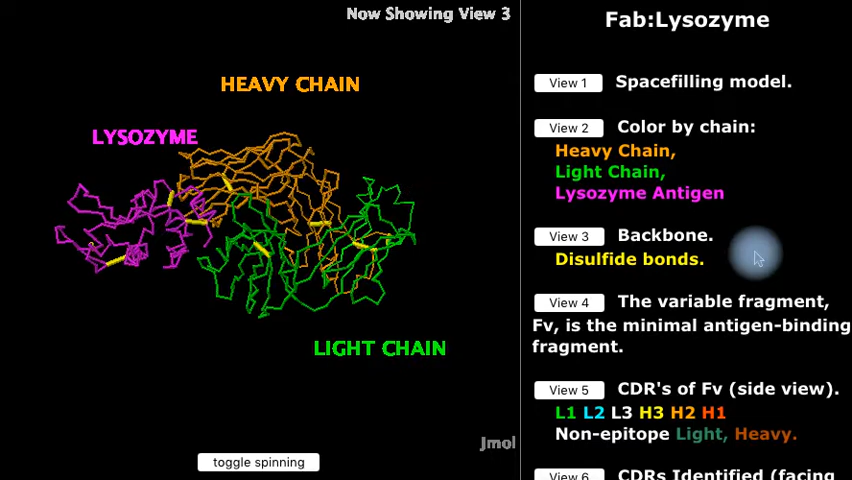 Now Showing View 3
HEAVY CHAIN
LYSOZYME
LIGHT CHAIN
Jmol
toggle spinning
Fab:Lysozyme
View 1 Spacefilling model.
View 2 Color by chain:
Heavy Chain,
Light Chain,
Lysozyme Antigen
View 3 Backbone.
Disulfide bonds.
View 4 The variable fragment,
Fv, is the minimal antigen-binding
fragment.
View 5 CDR's of Fv (side view).
L1 L2 L3 H3 H2 H1
Non-epitope Light, Heavy.
View 6 CDRs Identified (facing